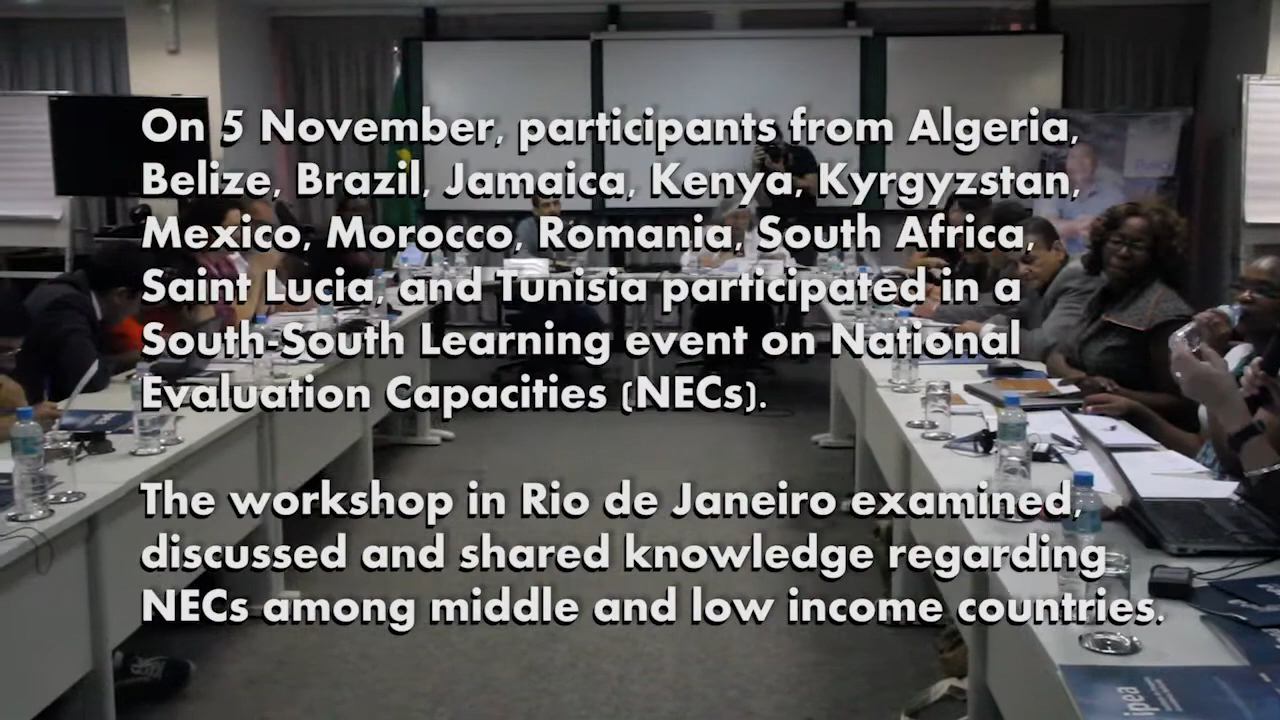 On 5 November, participants from Algeria,
Belize, Brazil, Jamaica, Kenya, Kyrgyzstan,
Mexico, Morocco, Romania, South Africa,
Saint Lucia, and Tunisia participated in a
South-South Learning event on National
Evaluation Capacities (NECs).
The workshop in Rio de Janeiro examined,
discussed and shared knowledge regarding
NECs among middle and low income countries.
ipea